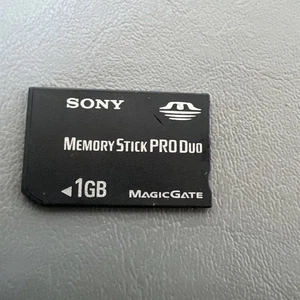 SONY
MEMORY STICK PRO DUO
◄1GB
MAGICGATE